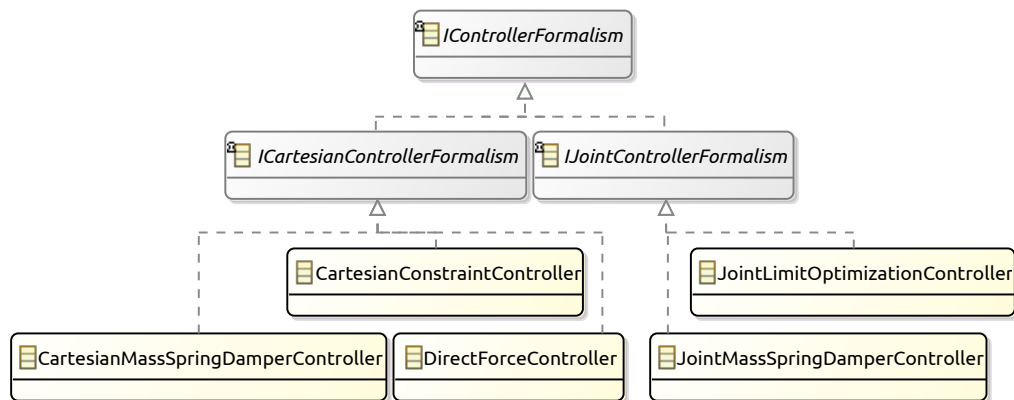 IControllerFormalism
ICartesianControllerFormalism
IJointControllerFormalism
CartesianConstraintController
JointLimitOptimizationController
CartesianMassSpringDamperController
DirectForceController
JointMassSpringDamperController